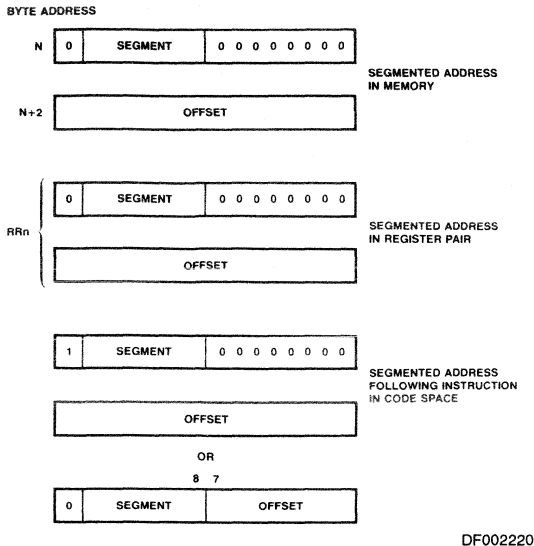 BYTE ADDRESS
N 0 SEGMENT 0 0 0 0 0 0 0 0
SEGMENTED ADDRESS
IN MEMORY
N+2 OFFSET
RRn
0 SEGMENT 0 0 0 0 0 0 0 0
SEGMENTED ADDRESS
IN REGISTER PAIR
OFFSET
1 SEGMENT 0 0 0 0 0 0 0 0
SEGMENTED ADDRESS
FOLLOWING INSTRUCTION
IN CODE SPACE
OFFSET
OR
8 7
0 SEGMENT OFFSET
DF002220